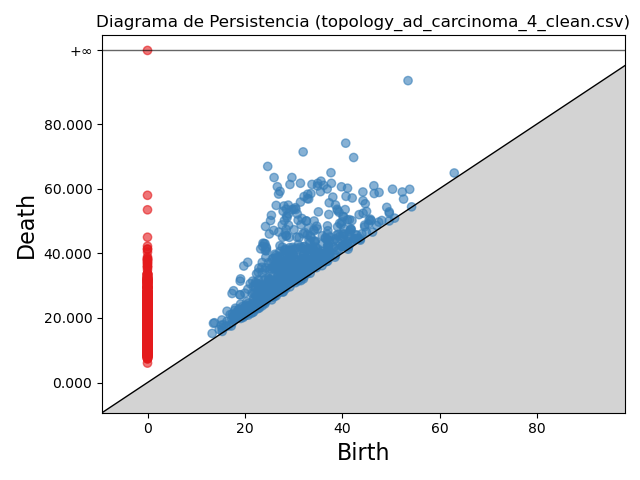 Diagrama de Persistencia (topology_ad_carcinoma_4_clean.csv)
+∞
80.000
60.000
40.000
20.000
0.000
Death
0 20 40 60 80
Birth